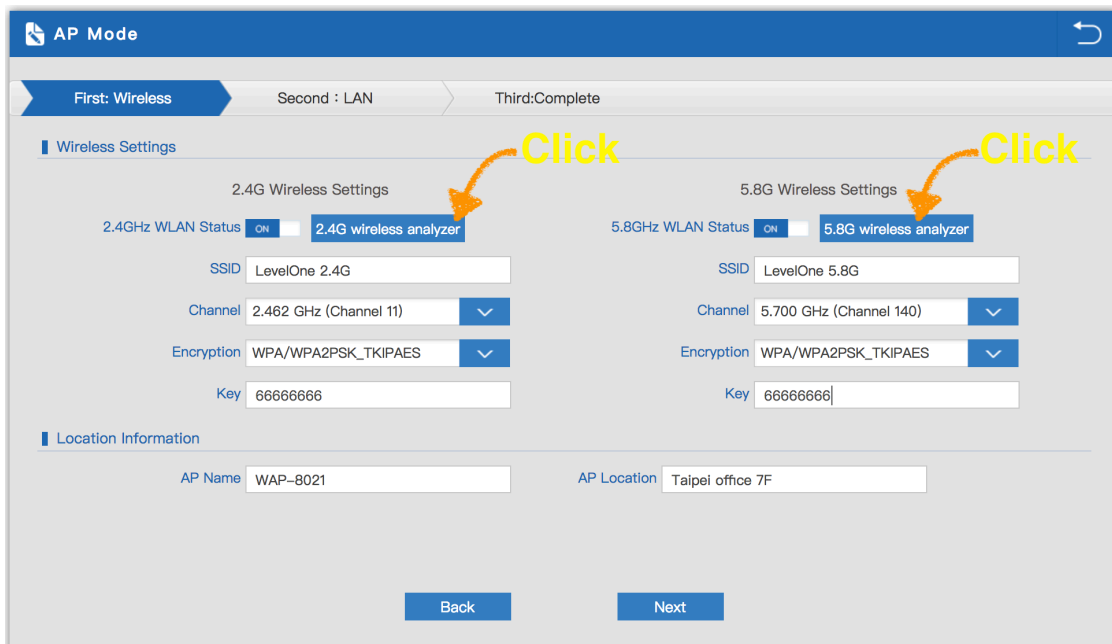 AP Mode
First: Wireless Second：LAN Third:Complete
Wireless Settings
Click Click
2.4G Wireless Settings 5.8G Wireless Settings
2.4GHz WLAN Status ON 2.4G wireless analyzer 5.8GHz WLAN Status ON 5.8G wireless analyzer
SSID LevelOne 2.4G SSID LevelOne 5.8G
Channel 2.462 GHz (Channel 11) Channel 5.700 GHz (Channel 140)
Encryption WPA/WPA2PSK_TKIPAES Encryption WPA/WPA2PSK_TKIPAES
Key 66666666 Key 66666666
Location Information
AP Name WAP-8021 AP Location Taipei office 7F
Back Next